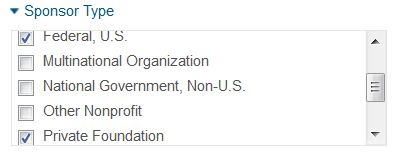 Sponsor Type
Federal, U.S.
Multinational Organization
National Government, Non-U.S.
Other Nonprofit
Private Foundation